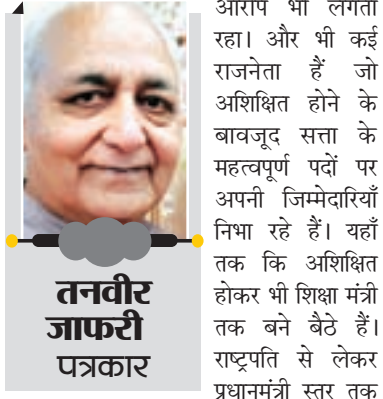 तनवीर
जाफरी
पत्रकार
आरोप भी लगता
रहा। और भी कई
राजनेता हैं जो
अशिक्षित होने के
बावजूद सत्ता के
महत्वपूर्ण पदों पर
अपनी जिम्मेदारियाँ
निभा रहे हैं। यहाँ
तक कि अशिक्षित
होकर भी शिक्षा मंत्री
तक बने बैठे हैं।
राष्ट्रपति से लेकर
प्रधानमंत्री स्तर तक